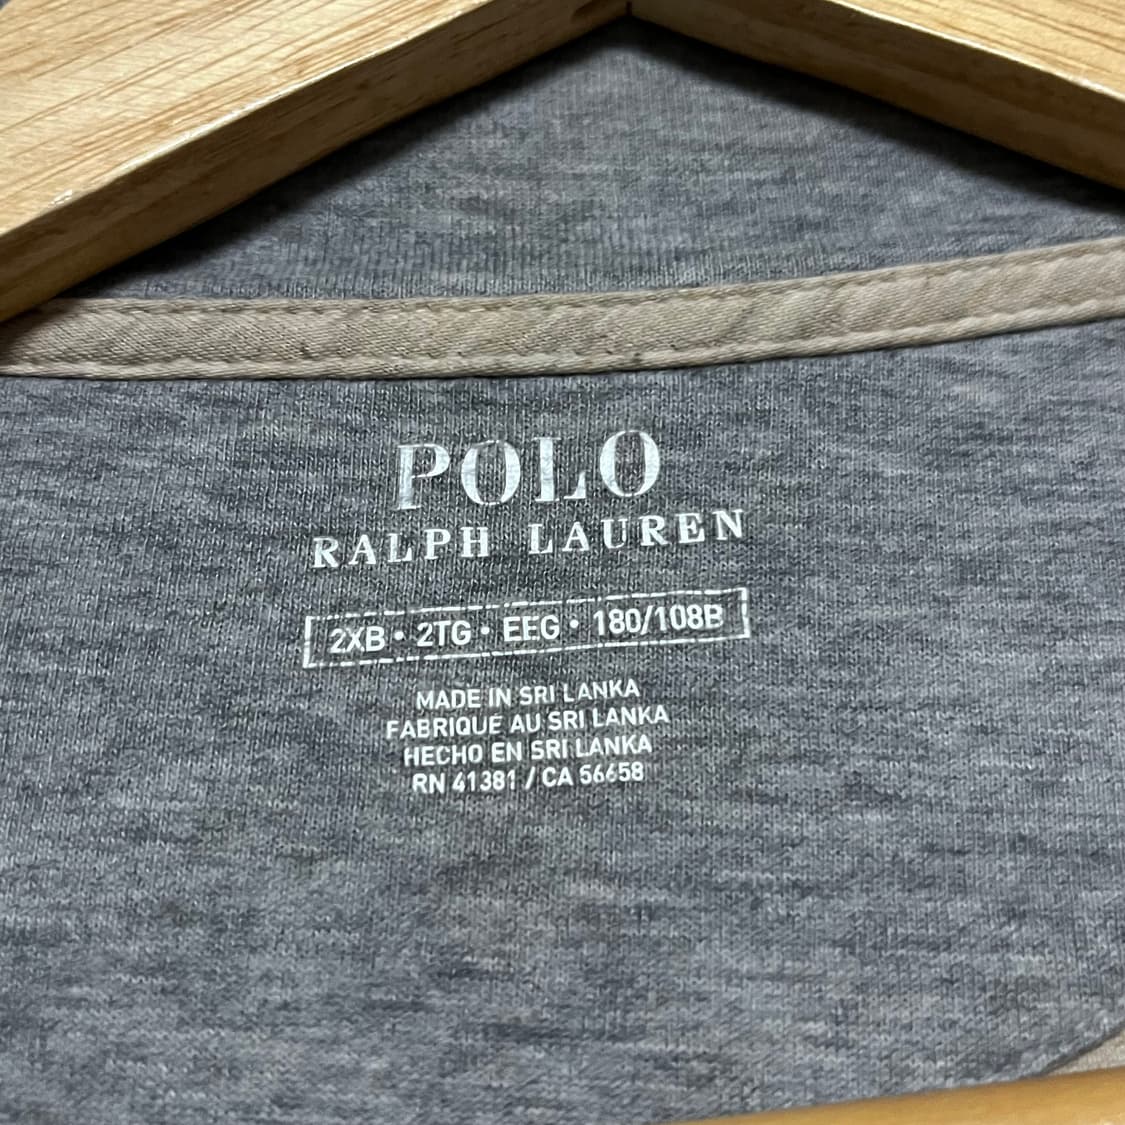 POLO
RALPH LAUREN
2XB • 2TG • EEG • 180/108B
MADE IN SRI LANKA
FABRIQUE AU SRI LANKA
HECHO EN SRI LANKA
RN 41381 / CA 56658